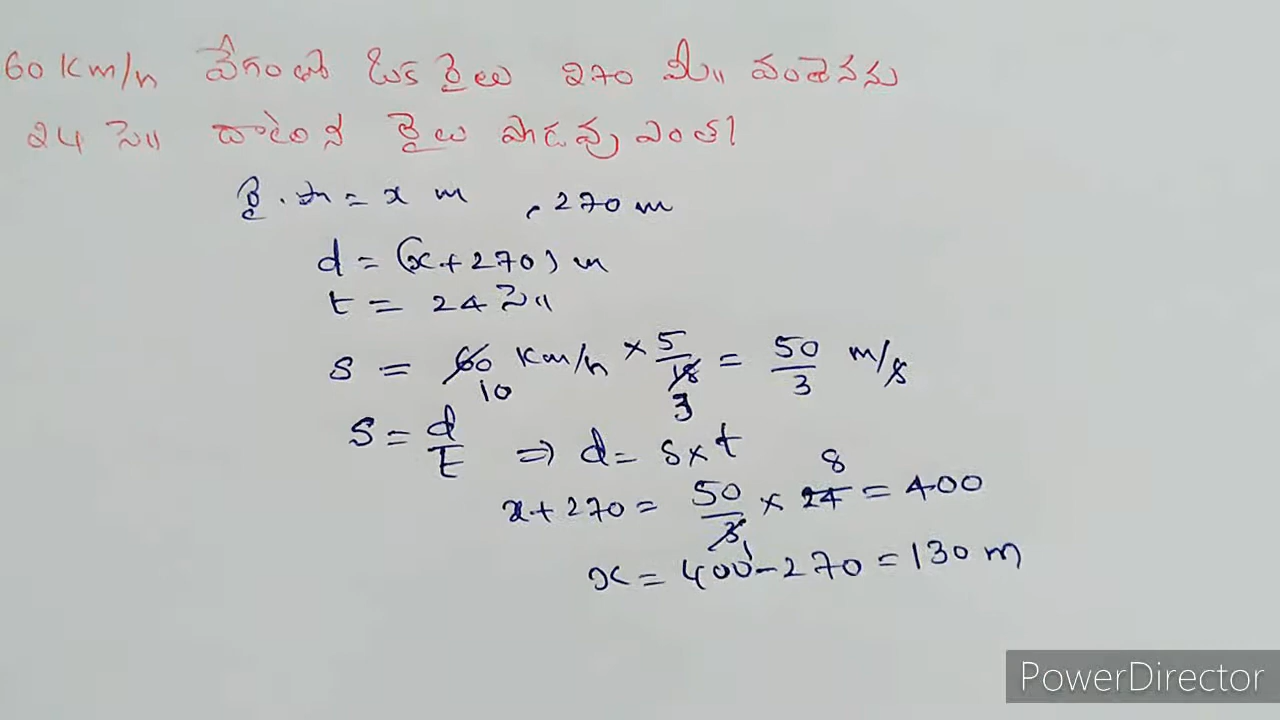 60 Km/h వేగంతో ఒక రైలు 270 మీ॥ వంతెనను
24 సె॥ దాటిన రైలు పొడవు ఎంత?
రై. పొ = x m , 270 m
d = (x + 270) m
t = 24 సె॥
s = 60 Km/h × 5/18 = 50/3 m/s
10 3
s = d/t ⇒ d = s × t
8
x + 270 = 50/3 × 24 = 400
1
x = 400 - 270 = 130 m
PowerDirector